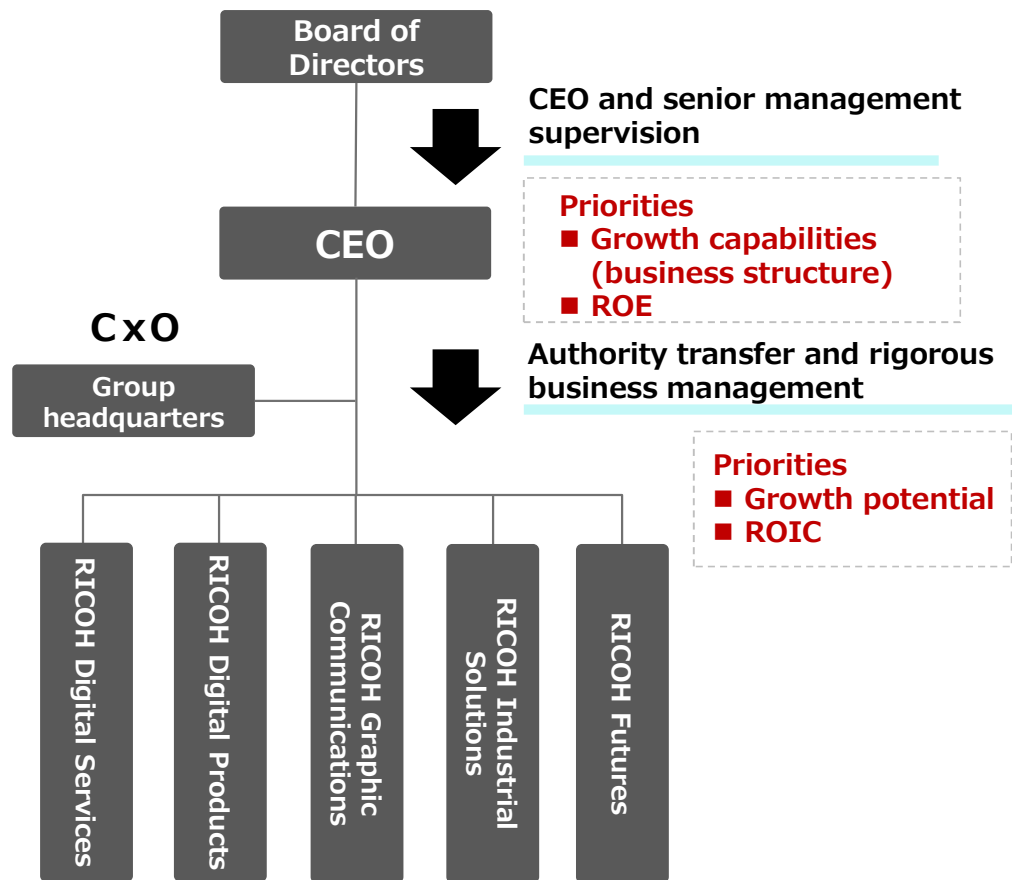 Board of
Directors
CEO and senior management
supervision
Priorities
■ Growth capabilities
(business structure)
■ ROE
CEO
CxO
Group
headquarters
Authority transfer and rigorous
business management
Priorities
■ Growth potential
■ ROIC
RICOH Digital Services
RICOH Digital Products
RICOH Graphic
Communications
RICOH Industrial
Solutions
RICOH Futures